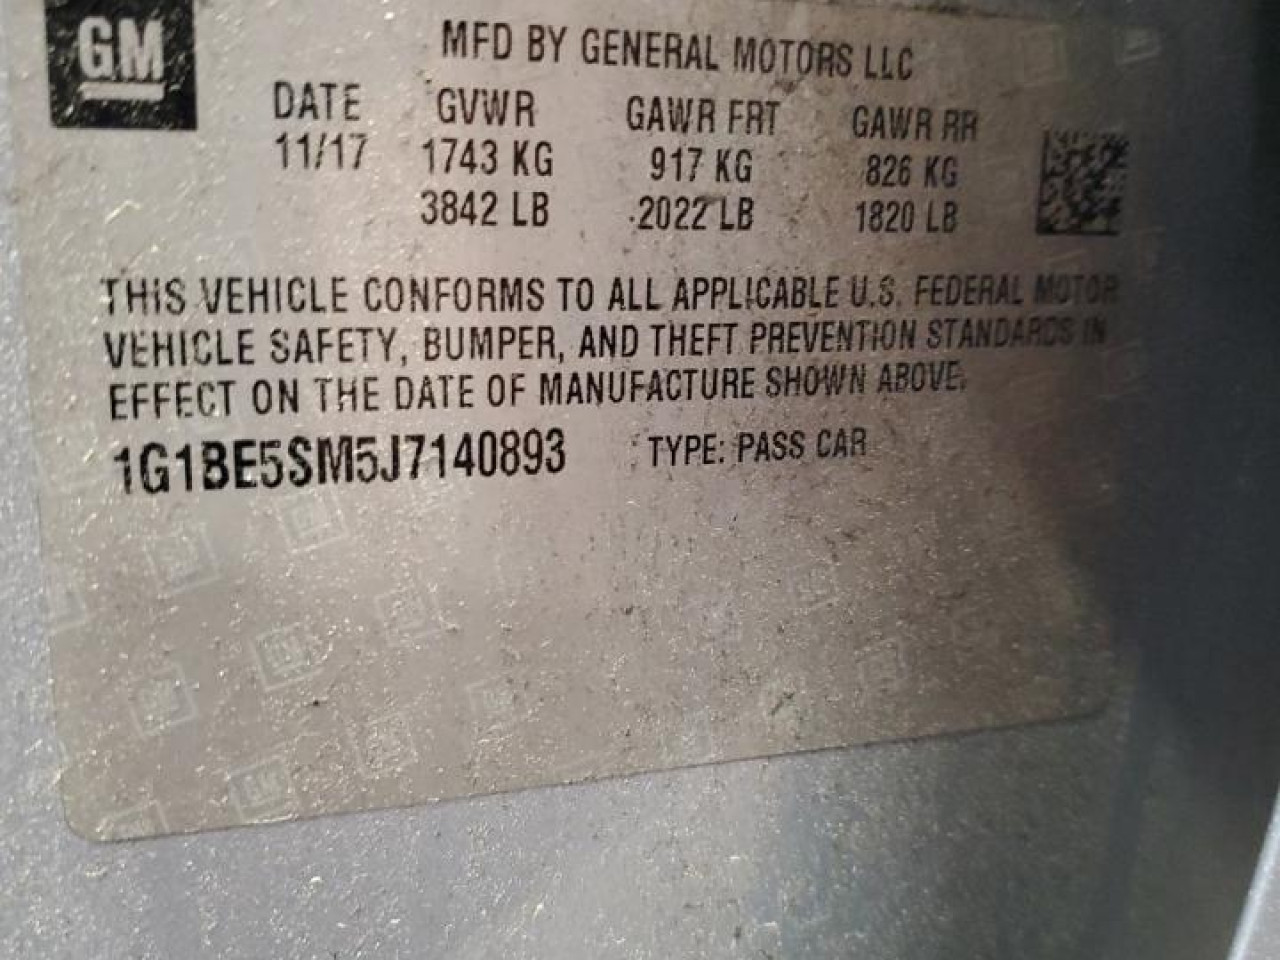 GM
MFD BY GENERAL MOTORS LLC
DATE GVWR GAWR FRT GAWR RR
11/17 1743 KG 917 KG 826 KG
3842 LB 2022 LB 1820 LB
THIS VEHICLE CONFORMS TO ALL APPLICABLE U.S. FEDERAL MOTOR
VEHICLE SAFETY, BUMPER, AND THEFT PREVENTION STANDARDS IN
EFFECT ON THE DATE OF MANUFACTURE SHOWN ABOVE.
1G1BE5SM5J7140893 TYPE: PASS CAR